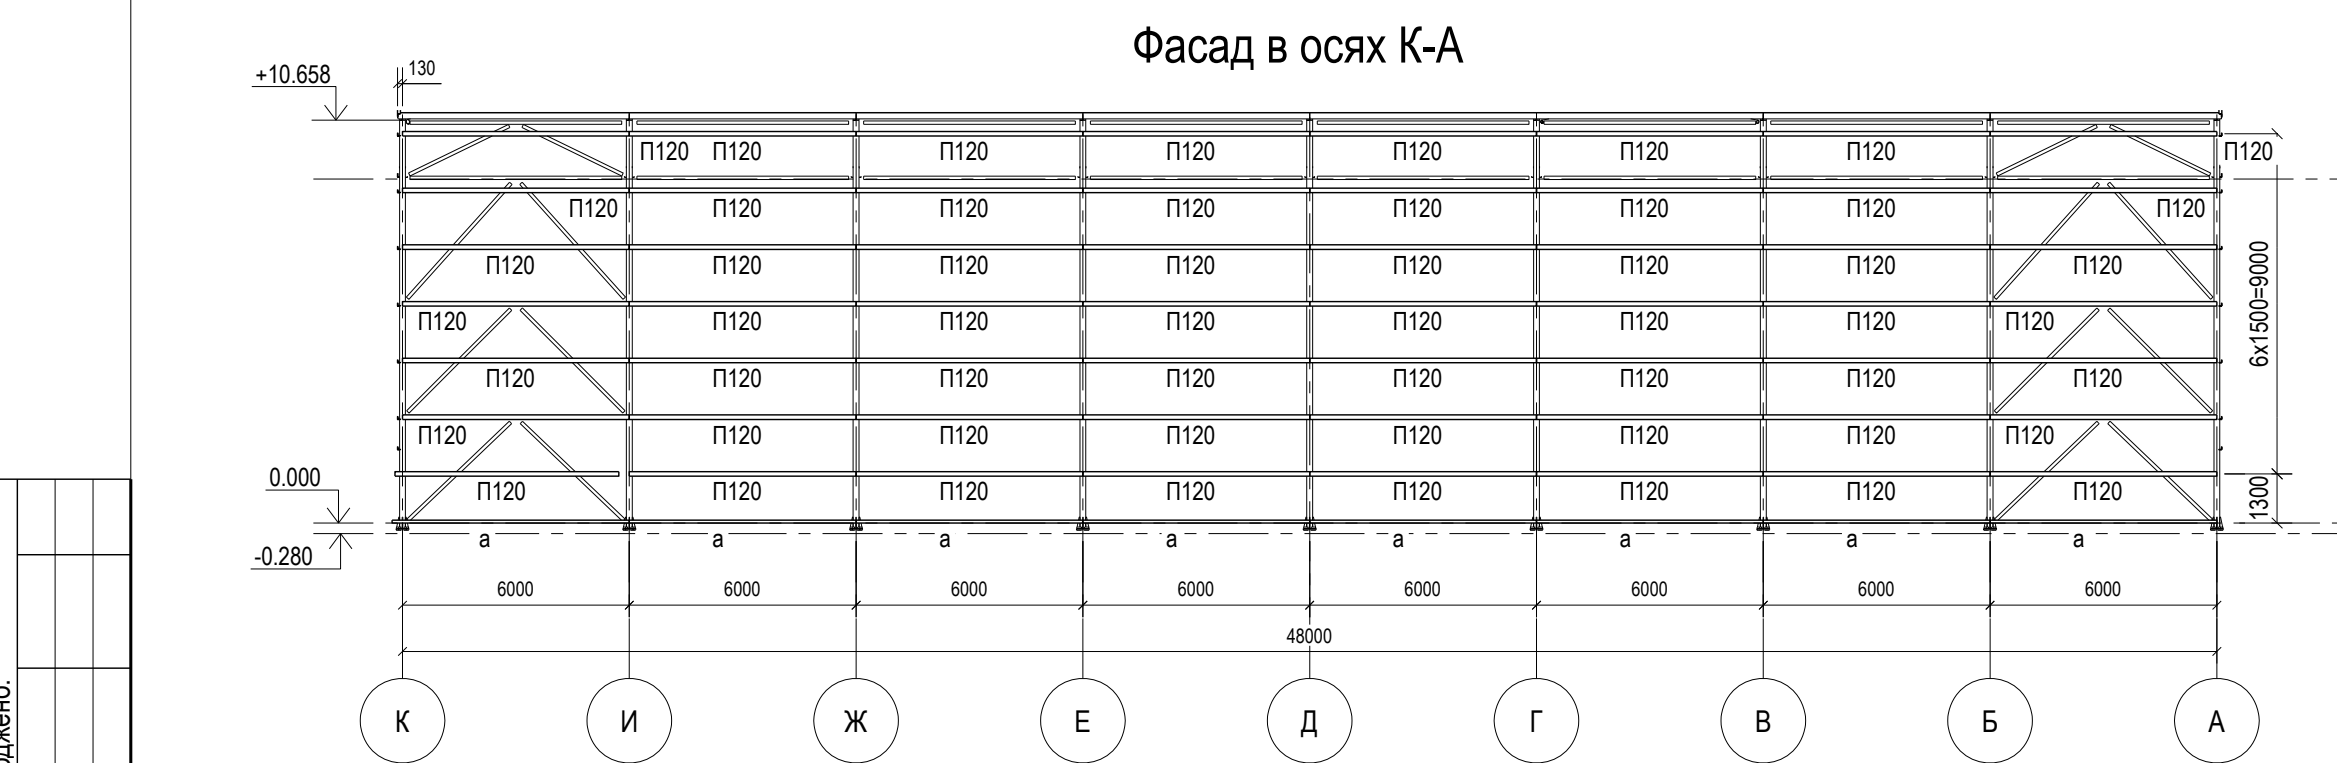 Фасад в осях К-А
+10.658
130
П120 П120 П120 П120 П120 П120 П120 П120
П120 П120 П120 П120 П120 П120 П120 П120
П120 П120 П120 П120 П120 П120 П120 П120
П120 П120 П120 П120 П120 П120 П120 П120
П120 П120 П120 П120 П120 П120 П120 П120
П120 П120 П120 П120 П120 П120 П120 П120
П120 П120 П120 П120 П120 П120 П120 П120
6х1500=9000
1300
0.000
-0.280
а а а а а а а а
6000 6000 6000 6000 6000 6000 6000 6000
48000
К И Ж Е Д Г В Б А